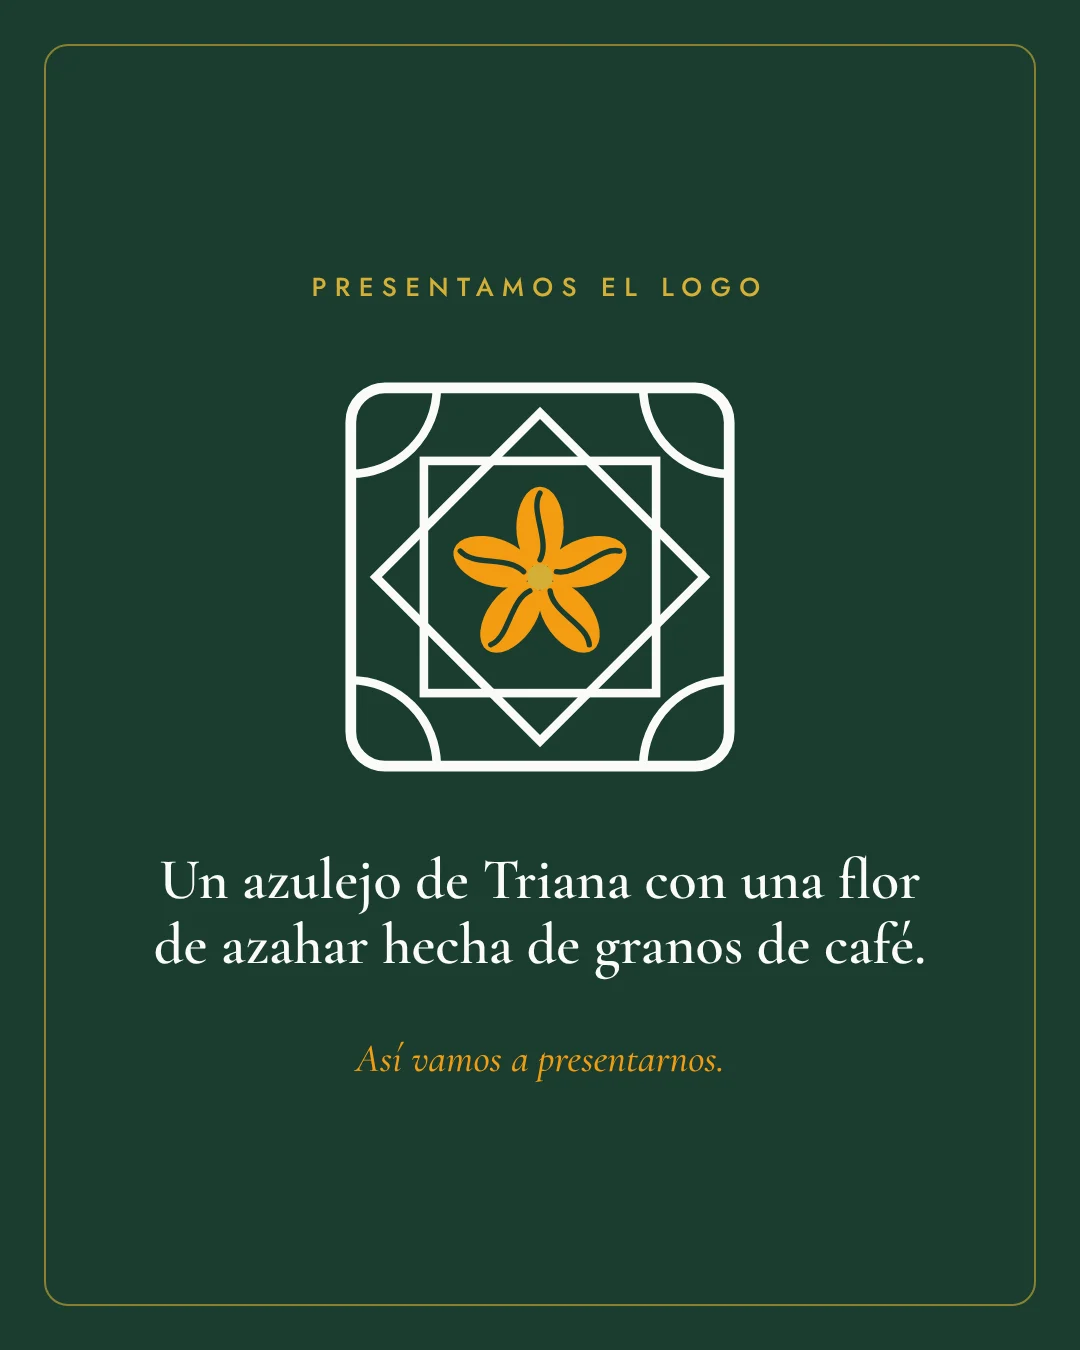 PRESENTAMOS EL LOGO
Un azulejo de Triana con una flor
de azahar hecha de granos de café.
Así vamos a presentarnos.